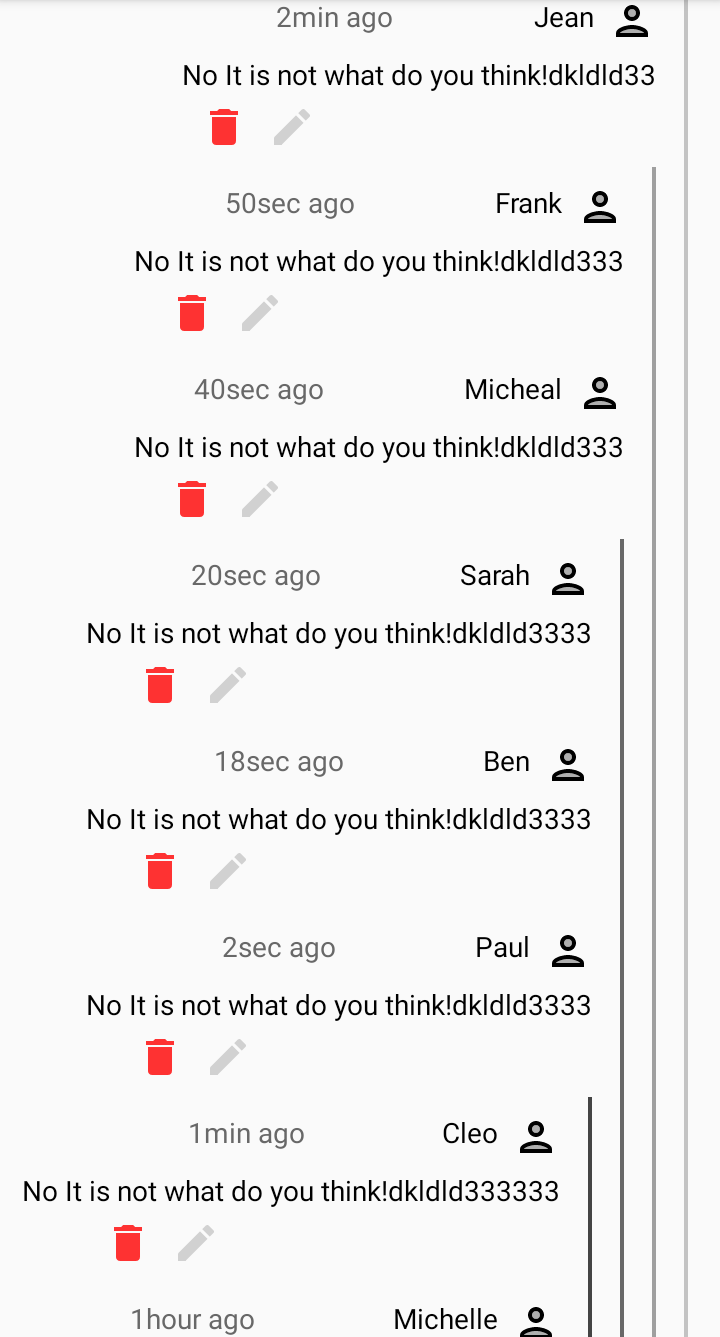 2min ago Jean
No It is not what do you think!dkldld33
50sec ago Frank
No It is not what do you think!dkldld333
40sec ago Micheal
No It is not what do you think!dkldld333
20sec ago Sarah
No It is not what do you think!dkldld3333
18sec ago Ben
No It is not what do you think!dkldld3333
2sec ago Paul
No It is not what do you think!dkldld3333
1min ago Cleo
No It is not what do you think!dkldld333333
1hour ago Michelle